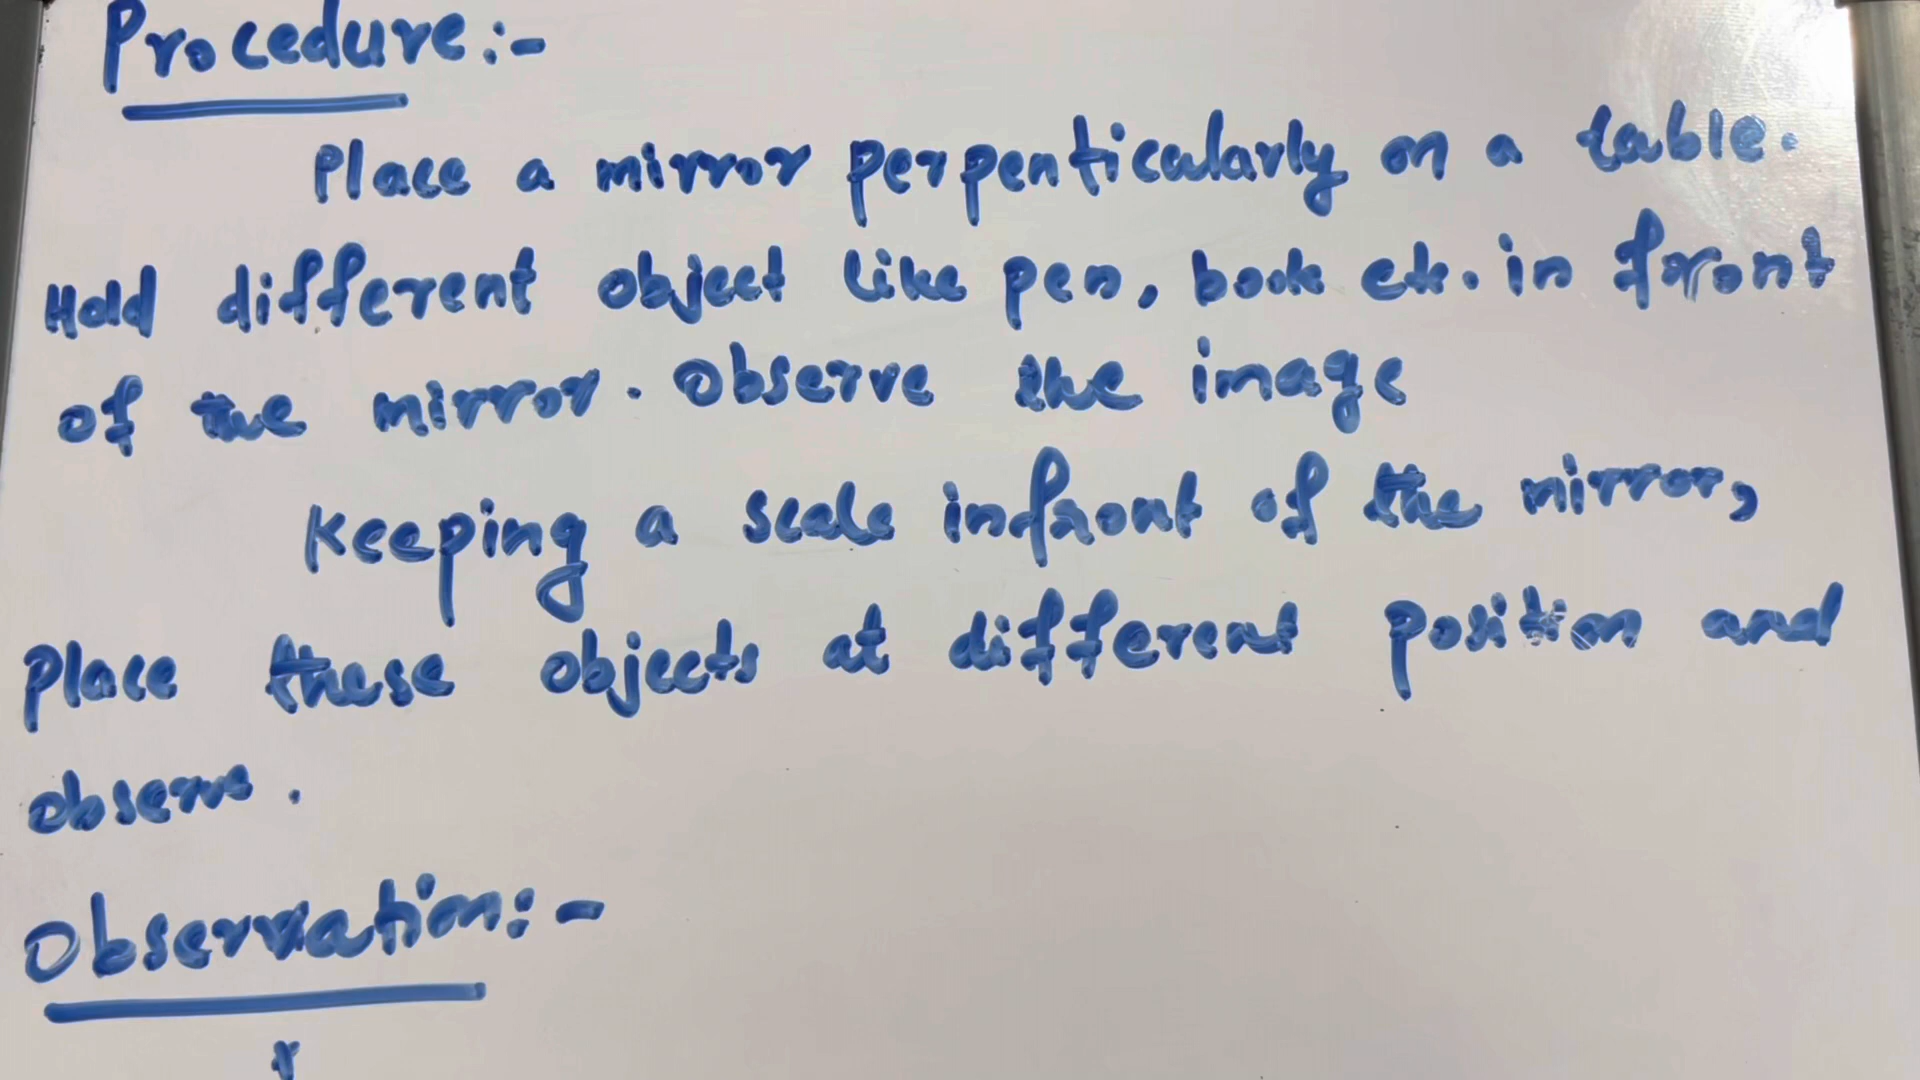 Procedure:-
Place a mirror perpenticularly on a table.
Hold different object like pen, book etc. in front
of the mirror. Observe the image
Keeping a scale infront of the mirror,
Place these objects at different position and
observe.
Observation:-